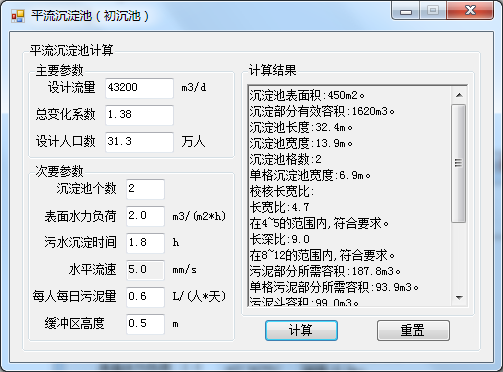 平流沉淀池（初沉池）
平流沉淀池计算
主要参数
设计流量 43200 m3/d
总变化系数 1.38
设计人口数 31.3 万人
次要参数
沉淀池个数 2
表面水力负荷 2.0 m3/(m2*h)
污水沉淀时间 1.8 h
水平流速 5.0 mm/s
每人每日污泥量 0.6 L/(人*天)
缓冲区高度 0.5 m
计算结果
沉淀池表面积:450m2。
沉淀部分有效容积:1620m3。
沉淀池长度:32.4m。
沉淀池宽度:13.9m。
沉淀池格数:2
单格沉淀池宽度:6.9m。
校核长宽比:
长宽比:4.7
在4~5的范围内,符合要求。
长深比:9.0
在8~12的范围内,符合要求。
污泥部分所需容积:187.8m3。
单格污泥部分所需容积:93.9m3。
污泥斗容积:99.0m3。
计算
重置